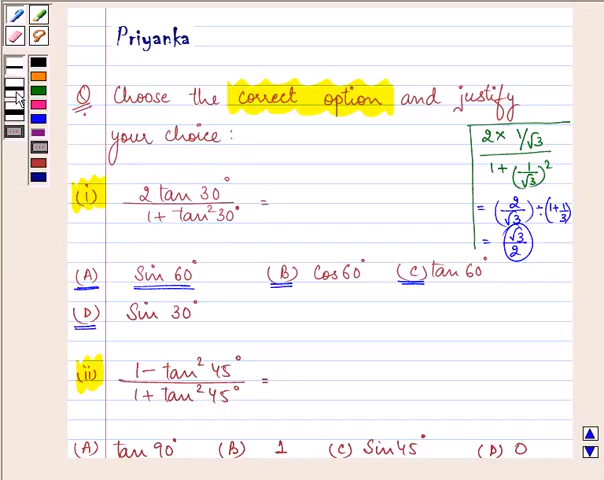 Priyanka
Q Choose the correct option and justify
your choice :
2 × 1/√3
1 + (1/√3)²
= (2/√3) ÷ (1+1/3)
= √3/2
(i) 2 tan 30° / 1 + tan² 30° =
(A) Sin 60° (B) Cos 60° (C) tan 60°
(D) Sin 30°
(ii) 1 - tan² 45° / 1 + tan² 45° =
(A) tan 90° (B) 1 (C) Sin 45° (D) 0